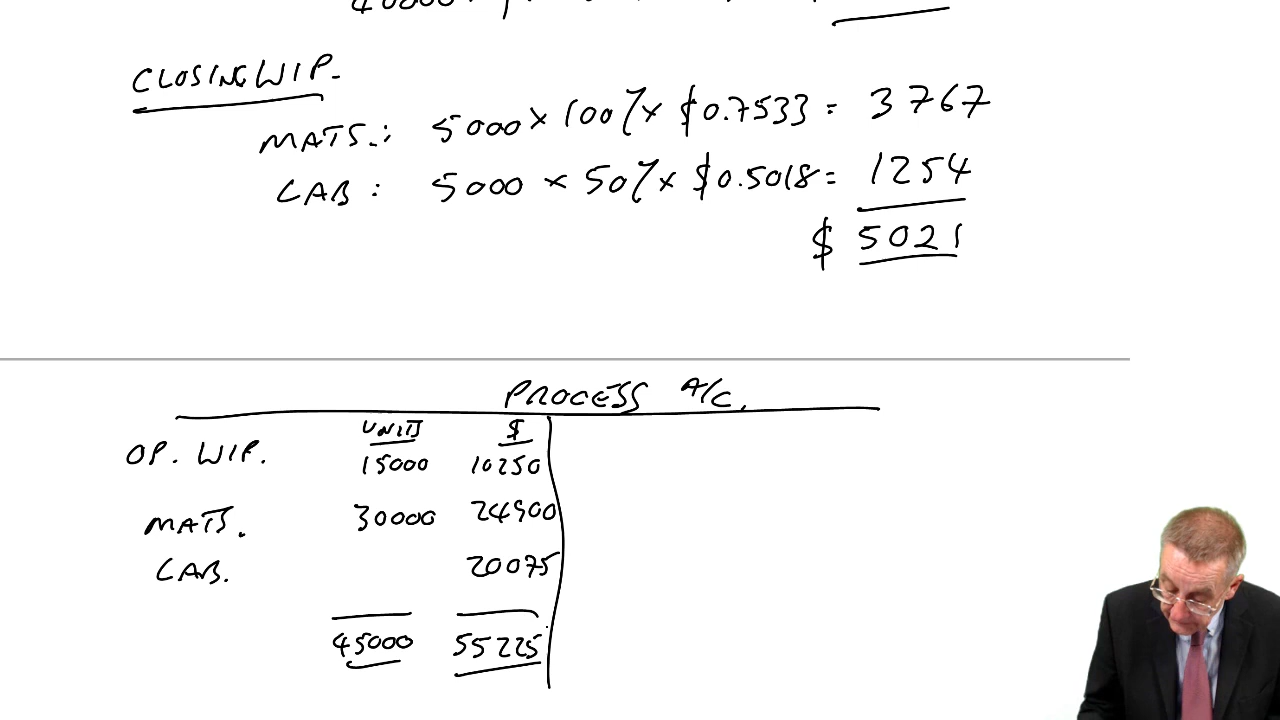 40000
CLOSING WIP.
MATS.: 5000 x 100% x $0.7533 = 3767
LAB: 5000 x 50% x $0.5018 = 1254
$ 5021
PROCESS A/C.
UNITS $
OP. WIP. 15000 10250
MATS. 30000 24900
LAB. 20075
45000 55225